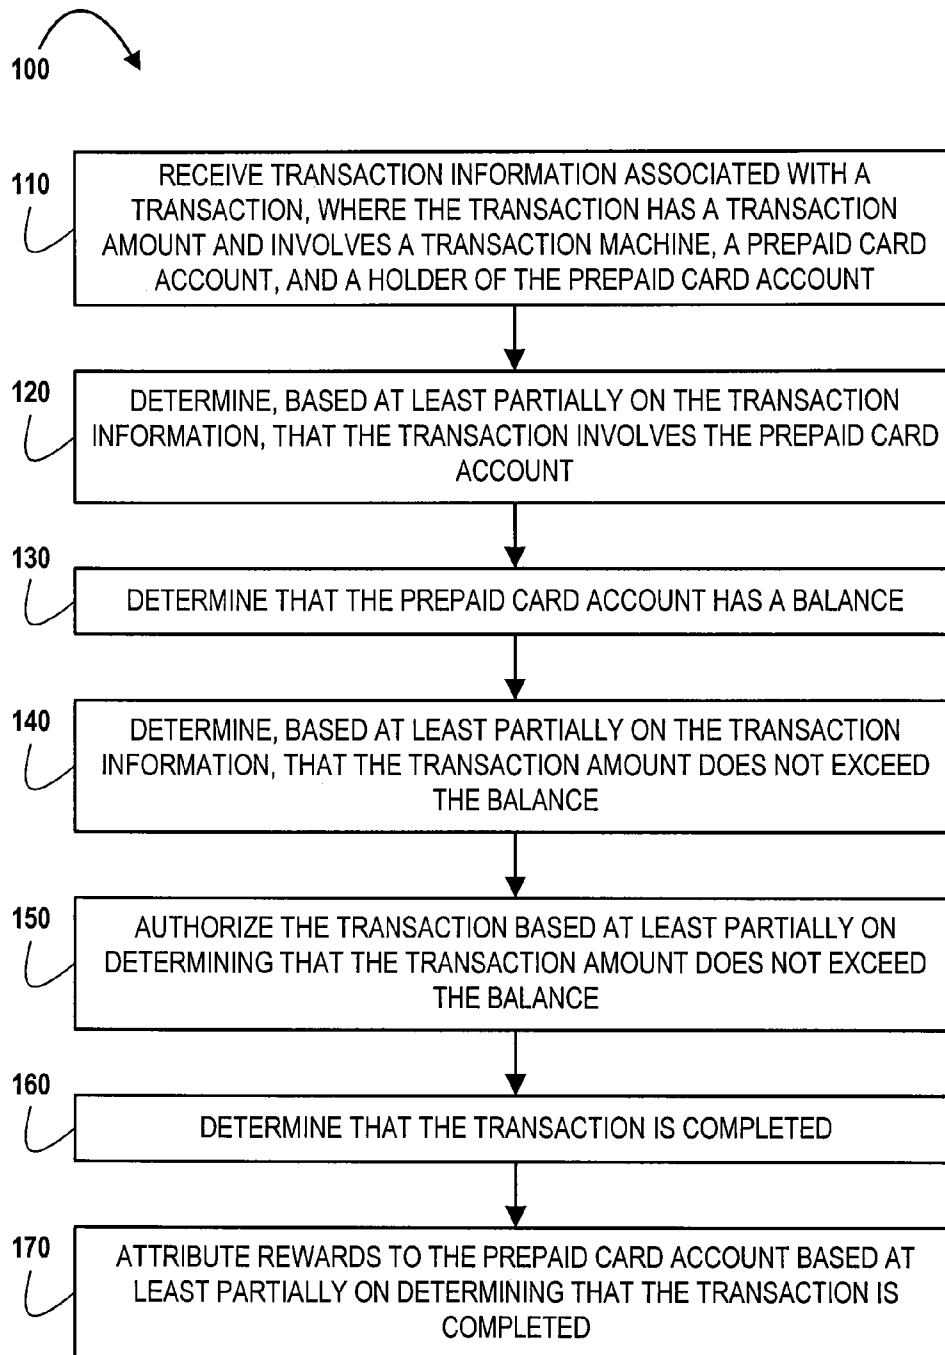 100
110
RECEIVE TRANSACTION INFORMATION ASSOCIATED WITH A
TRANSACTION, WHERE THE TRANSACTION HAS A TRANSACTION
AMOUNT AND INVOLVES A TRANSACTION MACHINE, A PREPAID CARD
ACCOUNT, AND A HOLDER OF THE PREPAID CARD ACCOUNT
120
DETERMINE, BASED AT LEAST PARTIALLY ON THE TRANSACTION
INFORMATION, THAT THE TRANSACTION INVOLVES THE PREPAID CARD
ACCOUNT
130
DETERMINE THAT THE PREPAID CARD ACCOUNT HAS A BALANCE
140
DETERMINE, BASED AT LEAST PARTIALLY ON THE TRANSACTION
INFORMATION, THAT THE TRANSACTION AMOUNT DOES NOT EXCEED
THE BALANCE
150
AUTHORIZE THE TRANSACTION BASED AT LEAST PARTIALLY ON
DETERMINING THAT THE TRANSACTION AMOUNT DOES NOT EXCEED
THE BALANCE
160
DETERMINE THAT THE TRANSACTION IS COMPLETED
170
ATTRIBUTE REWARDS TO THE PREPAID CARD ACCOUNT BASED AT
LEAST PARTIALLY ON DETERMINING THAT THE TRANSACTION IS
COMPLETED